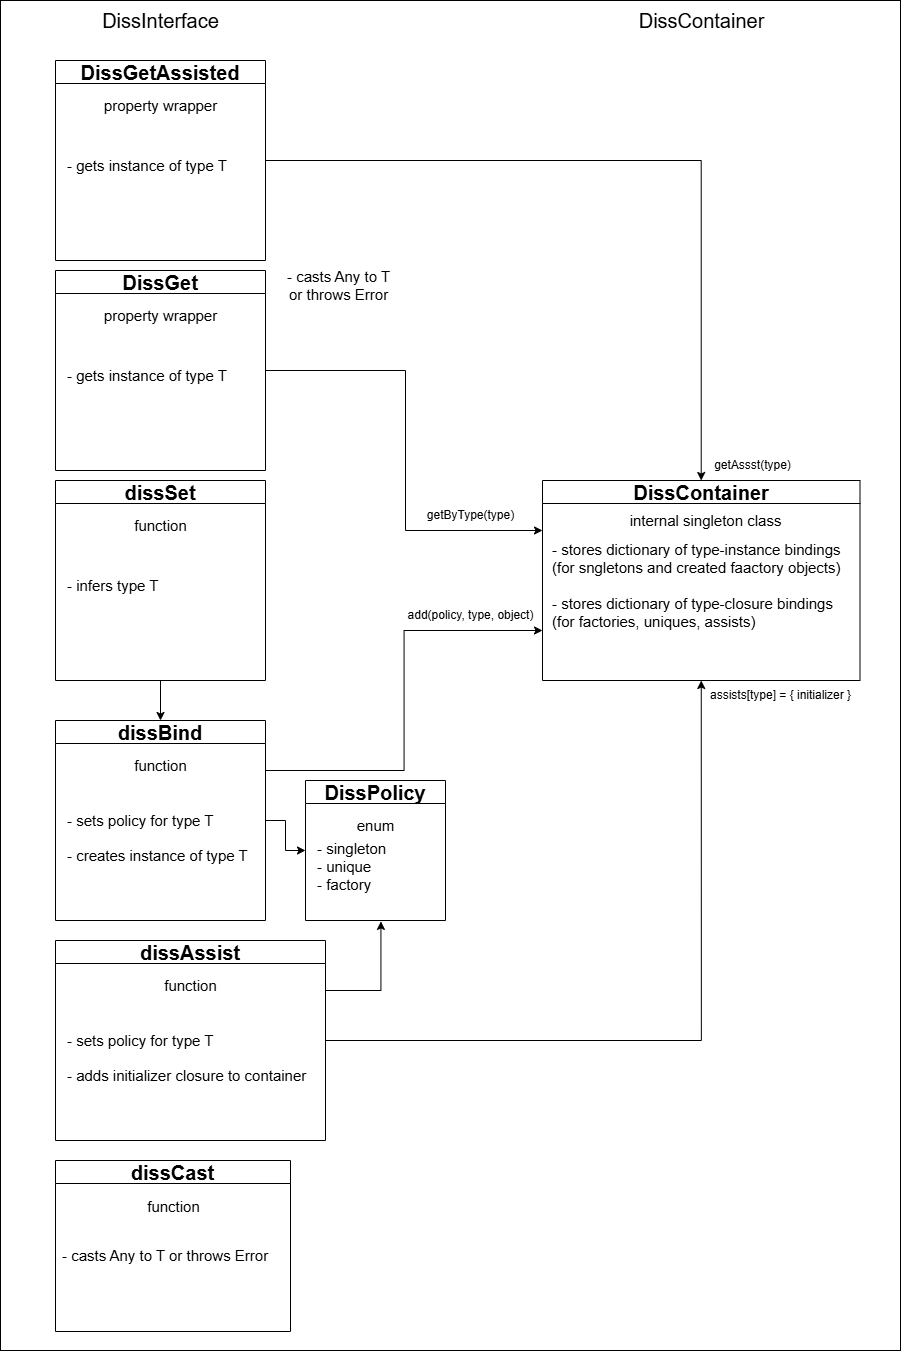 DissInterface
DissContainer
DissGetAssisted
property wrapper
- gets instance of type T
DissGet
property wrapper
- gets instance of type T
- casts Any to T
or throws Error
dissSet
function
- infers type T
getAssst(type)
getByType(type)
add(policy, type, object)
DissContainer
internal singleton class
- stores dictionary of type-instance bindings
(for sngletons and created faactory objects)
- stores dictionary of type-closure bindings
(for factories, uniques, assists)
assists[type] = { initializer }
dissBind
function
- sets policy for type T
- creates instance of type T
DissPolicy
enum
- singleton
- unique
- factory
dissAssist
function
- sets policy for type T
- adds initializer closure to container
dissCast
function
- casts Any to T or throws Error